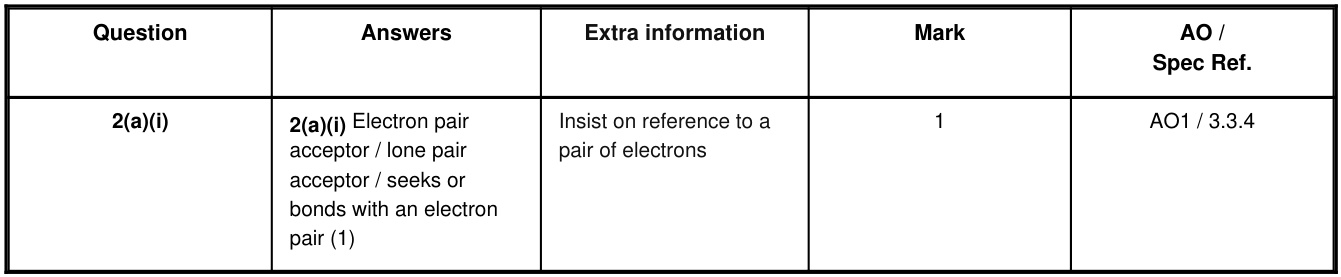 Question Answers Extra information Mark AO /
Spec Ref.
2(a)(i) 2(a)(i) Electron pair Insist on reference to a 1 AO1 / 3.3.4
acceptor / lone pair pair of electrons
acceptor / seeks or
bonds with an electron
pair (1)